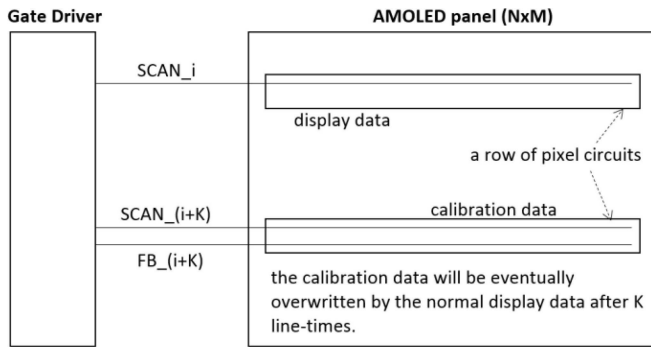 Gate Driver
AMOLED panel (NxM)
SCAN_i
display data
a row of pixel circuits
SCAN_(i+K)
calibration data
FB_(i+K)
the calibration data will be eventually
overwritten by the normal display data after K
line-times.